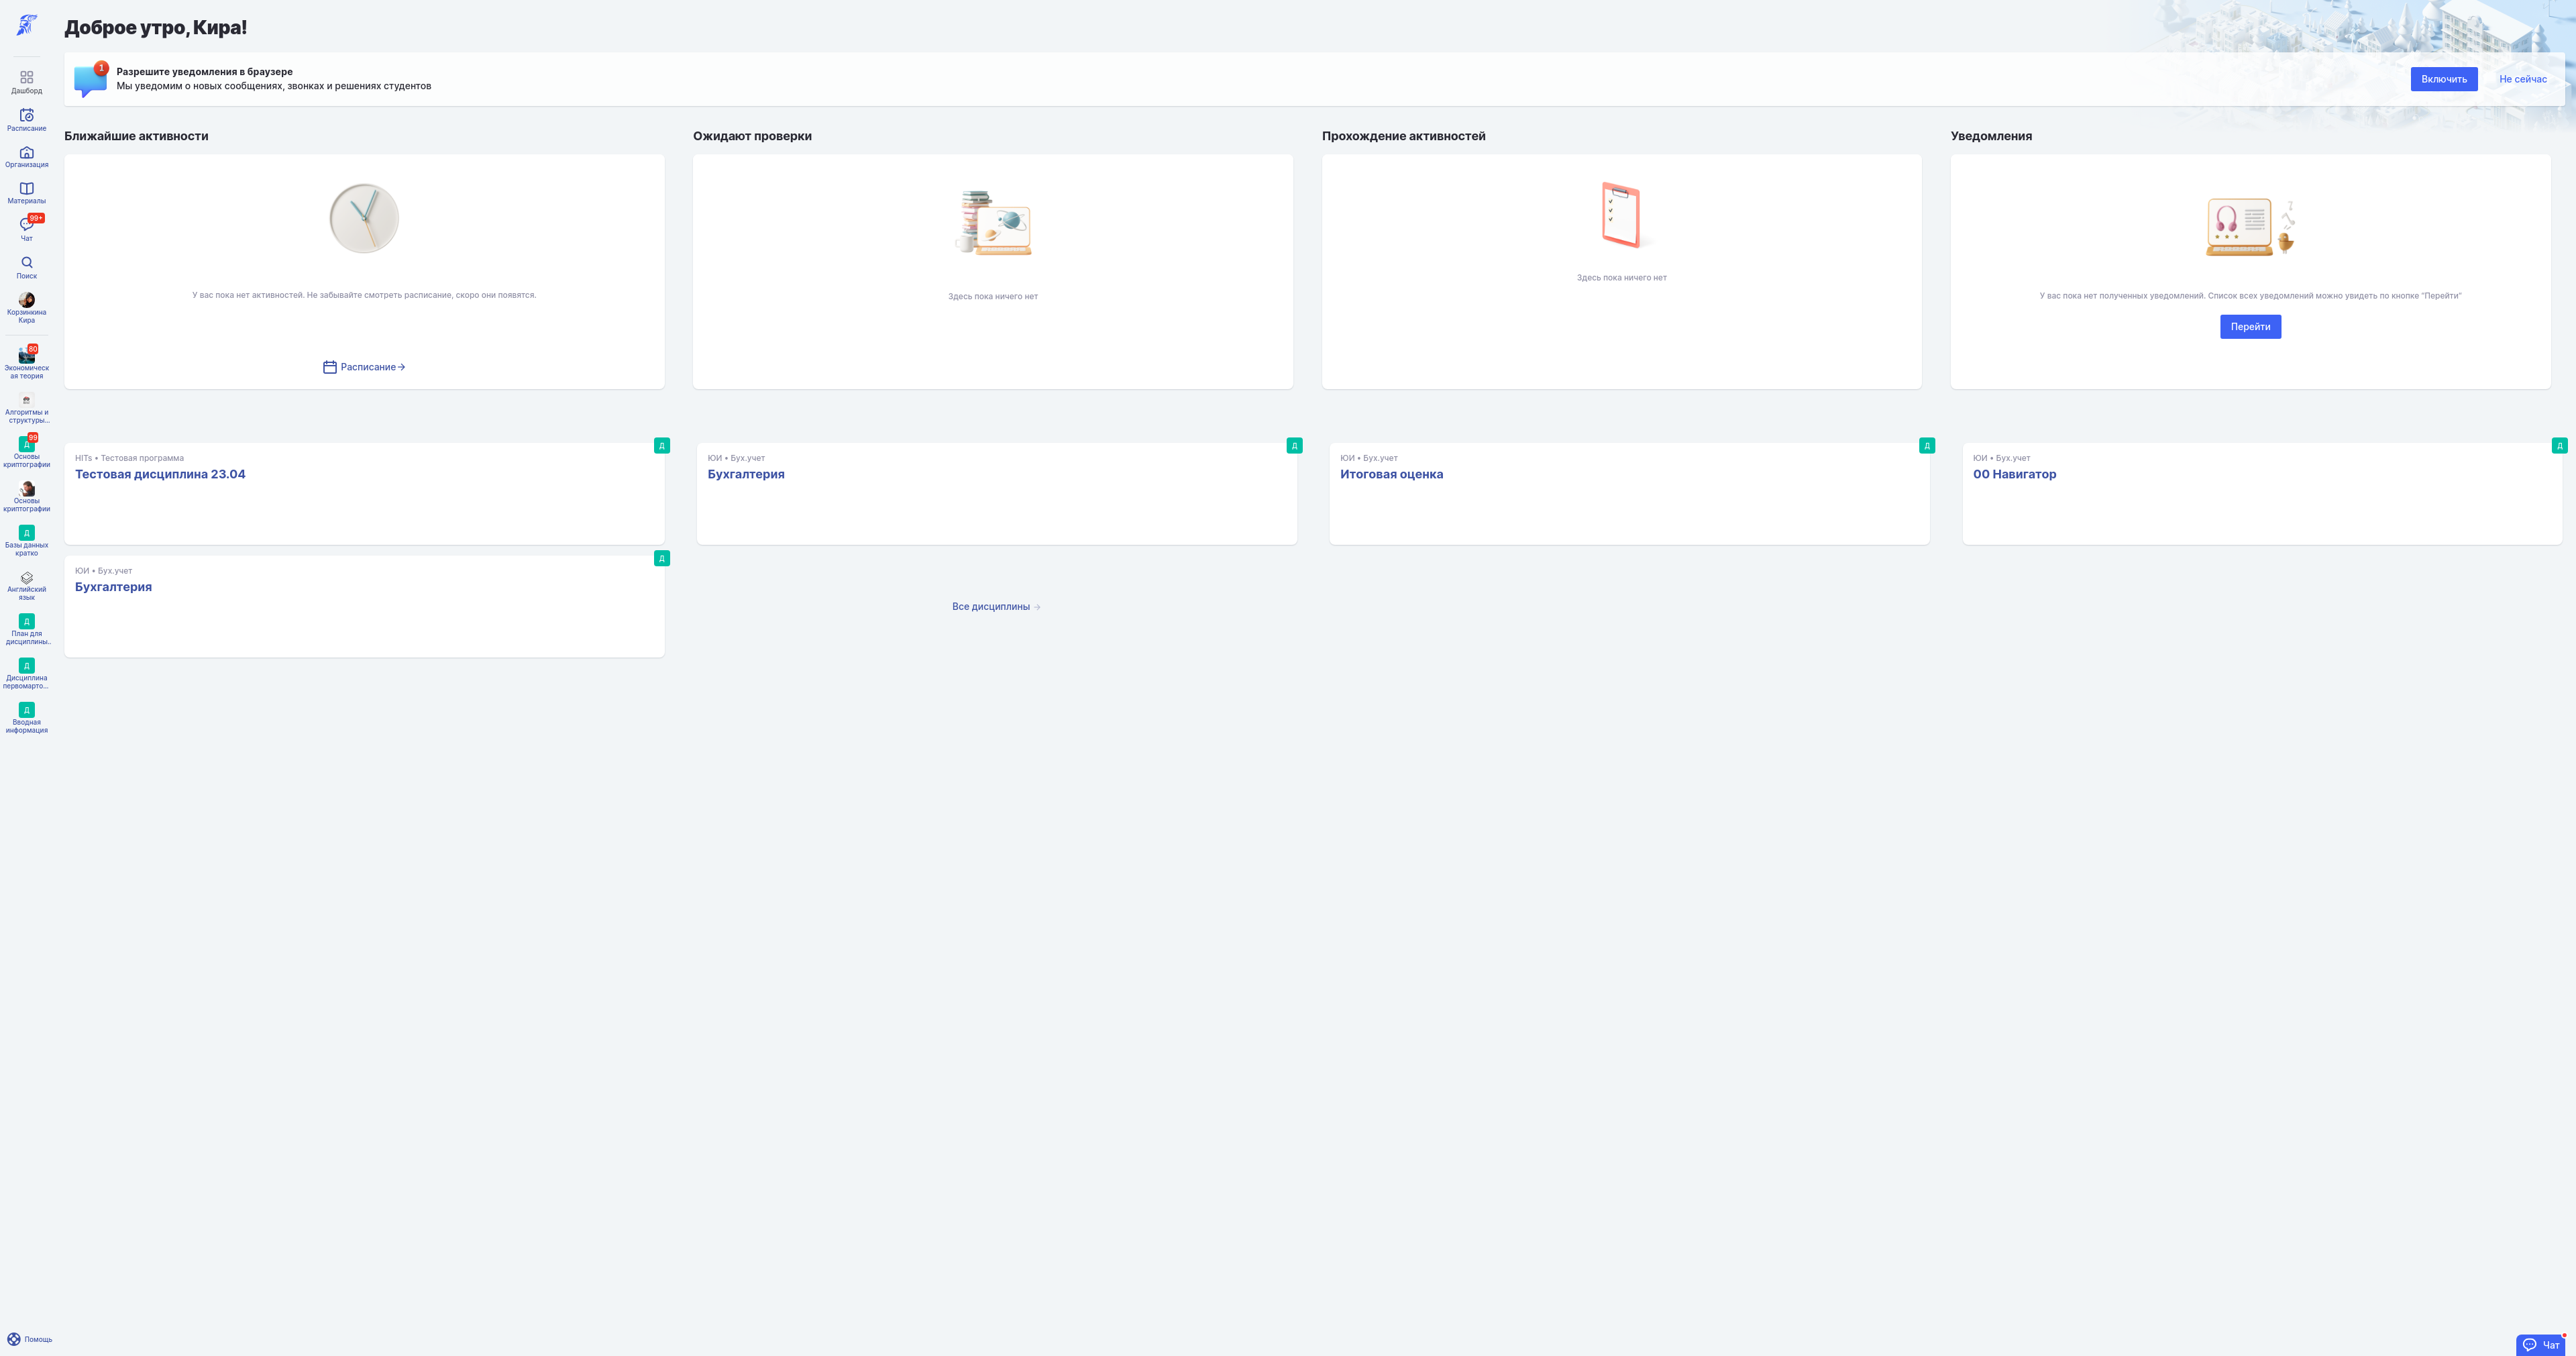 Доброе утро, Кира!
1
Разрешите уведомления в браузере
Мы уведомим о новых сообщениях, звонках и решениях студентов
Включить
Не сейчас
Дашборд
Расписание
Организация
Материалы
99+
Чат
Поиск
Корзинкина
Кира
80
Экономическ
ая теория
Алгоритмы и
структуры...
Д
99
Основы
криптографии
Основы
криптографии
Д
Базы данных
кратко
Английский
язык
Д
План для
дисциплины..
Д
Дисциплина
первомарто...
Д
Вводная
информация
Помощь
Ближайшие активности
У вас пока нет активностей. Не забывайте смотреть расписание, скоро они появятся.
Расписание
Ожидают проверки
Здесь пока ничего нет
Прохождение активностей
Здесь пока ничего нет
Уведомления
У вас пока нет полученных уведомлений. Список всех уведомлений можно увидеть по кнопке "Перейти"
Перейти
Д
HITs • Тестовая программа
Тестовая дисциплина 23.04
Д
ЮИ • Бух.учет
Бухгалтерия
Д
ЮИ • Бух.учет
Итоговая оценка
Д
ЮИ • Бух.учет
00 Навигатор
Д
ЮИ • Бух.учет
Бухгалтерия
Все дисциплины
Чат